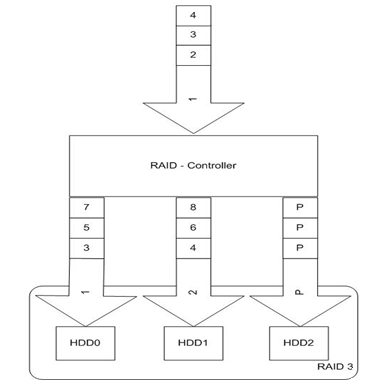 4
3
2
1
RAID - Controller
7 8 P
5 6 P
3 4 P
1 2 P
HDD0 HDD1 HDD2
RAID 3